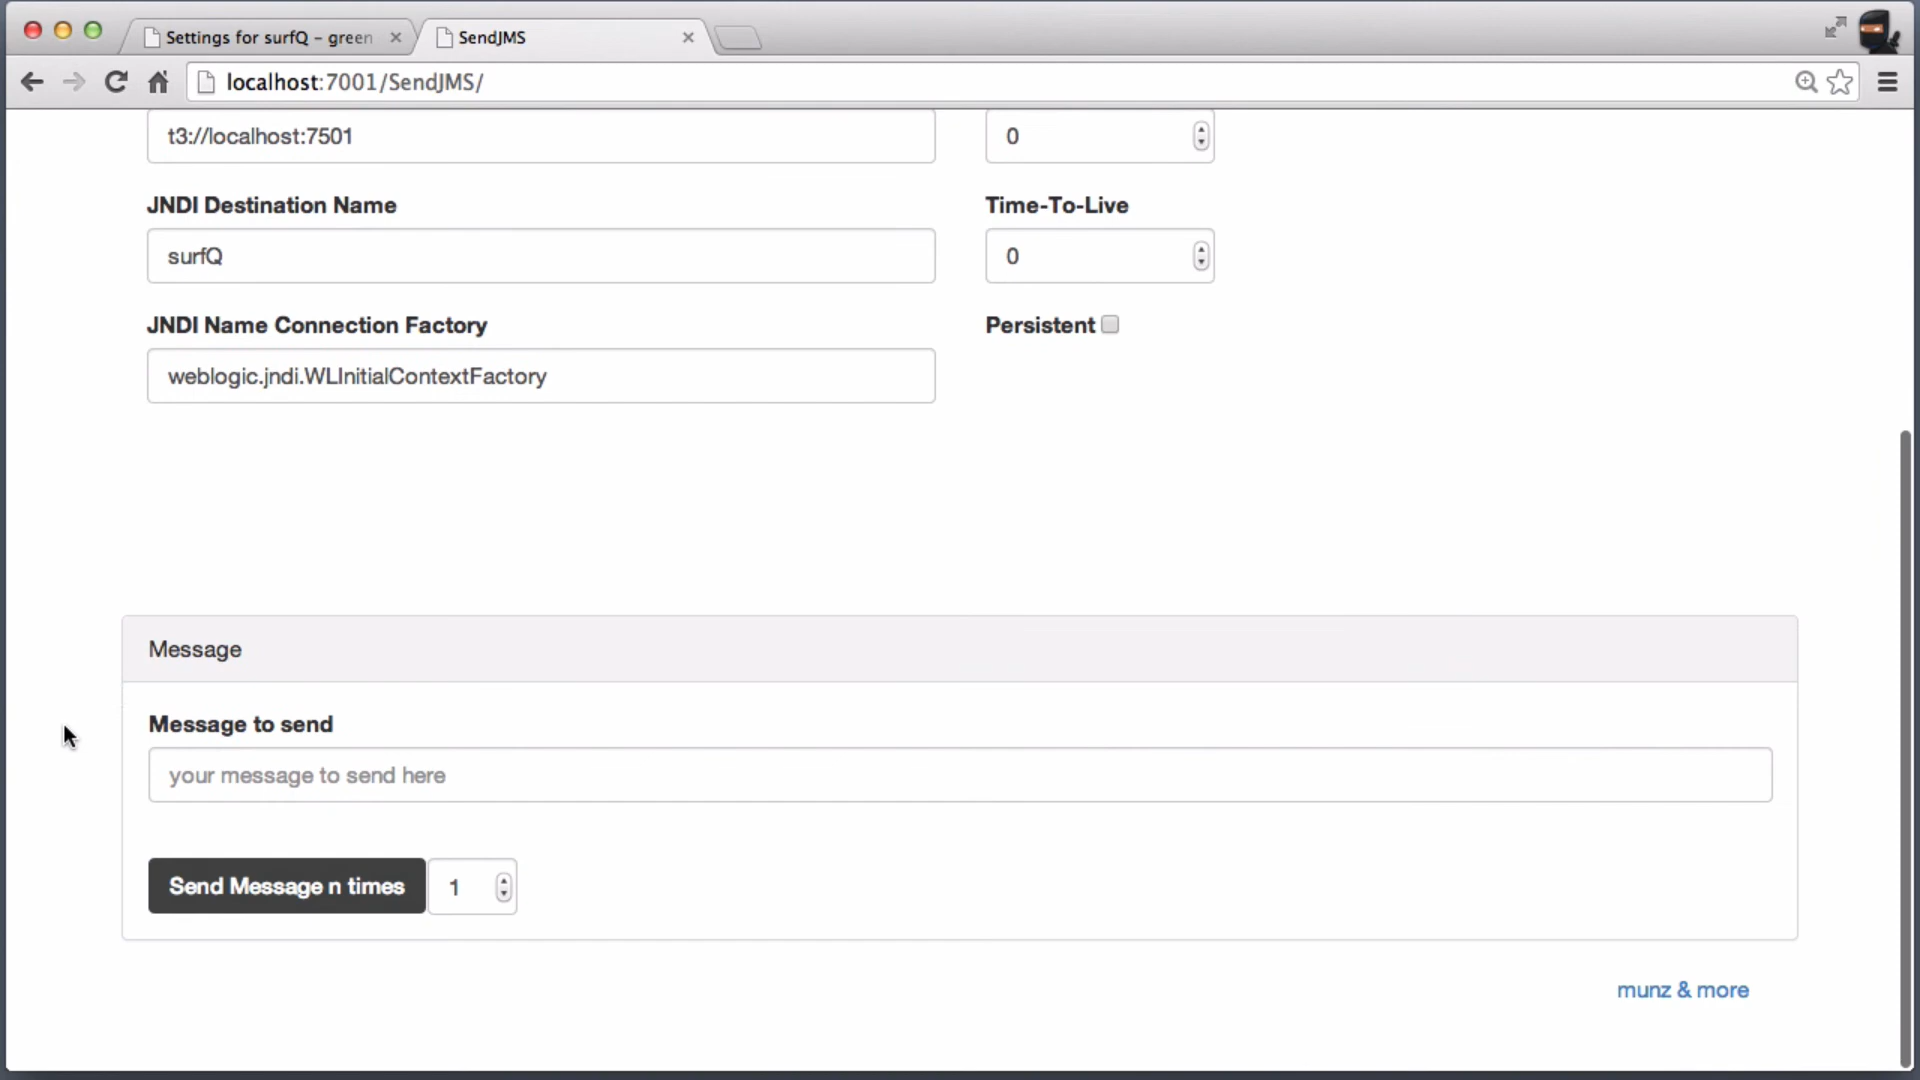 Settings for surfQ – green
SendJMS
localhost:7001/SendJMS/
t3://localhost:7501
0
JNDI Destination Name
Time-To-Live
surfQ
0
JNDI Name Connection Factory
Persistent
weblogic.jndi.WLInitialContextFactory
Message
Message to send
your message to send here
Send Message n times
1
munz & more